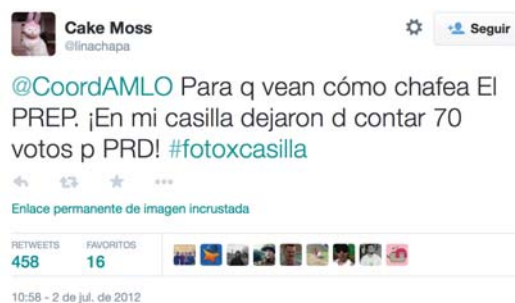 Cake Moss
@linachapa
Seguir
@CoordAMLO Para q vean cómo chafea El
PREP. ¡En mi casilla dejaron d contar 70
votos p PRD! #fotoxcasilla
Enlace permanente de imagen incrustada
RETWEETS FAVORITOS
458 16
10:58 - 2 de jul. de 2012